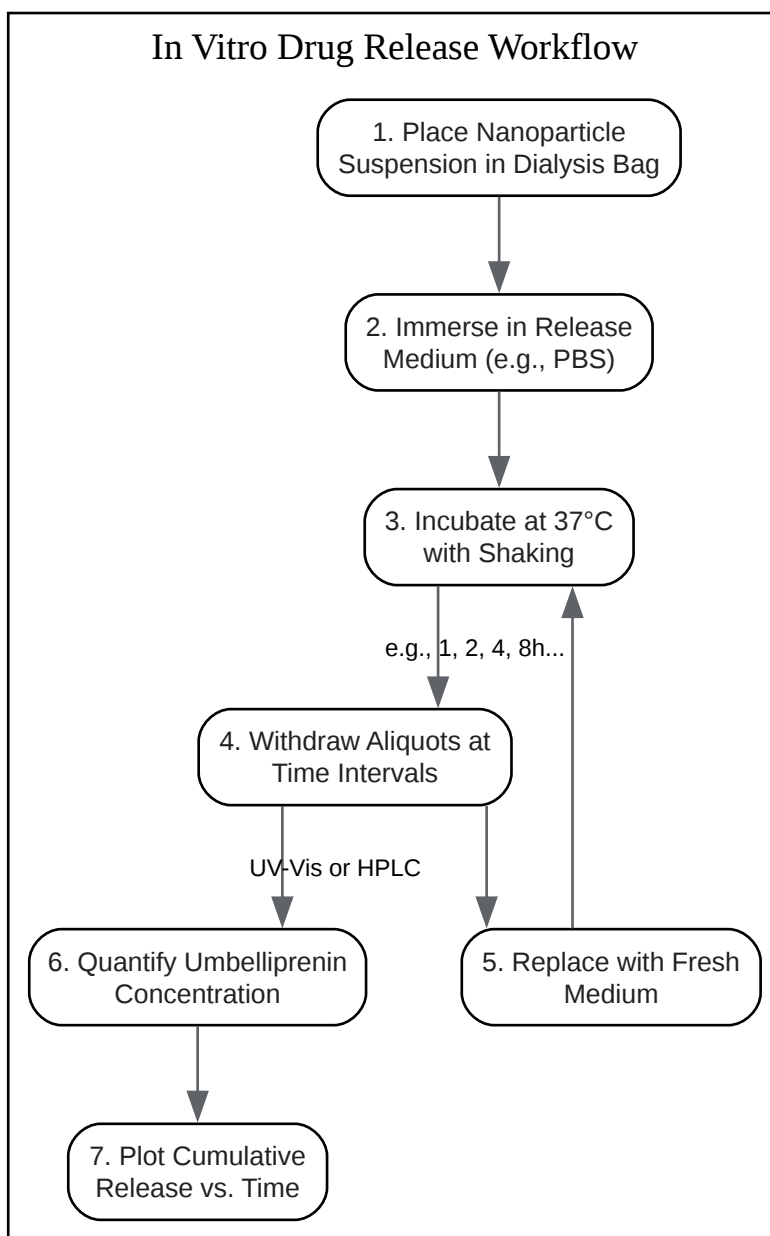 In Vitro Drug Release Workflow
1. Place Nanoparticle
Suspension in Dialysis Bag
2. Immerse in Release
Medium (e.g., PBS)
3. Incubate at 37°C
with Shaking
e.g., 1, 2, 4, 8h...
4. Withdraw Aliquots at
Time Intervals
UV-Vis or HPLC
6. Quantify Umbelliprenin
Concentration
5. Replace with Fresh
Medium
7. Plot Cumulative
Release vs. Time